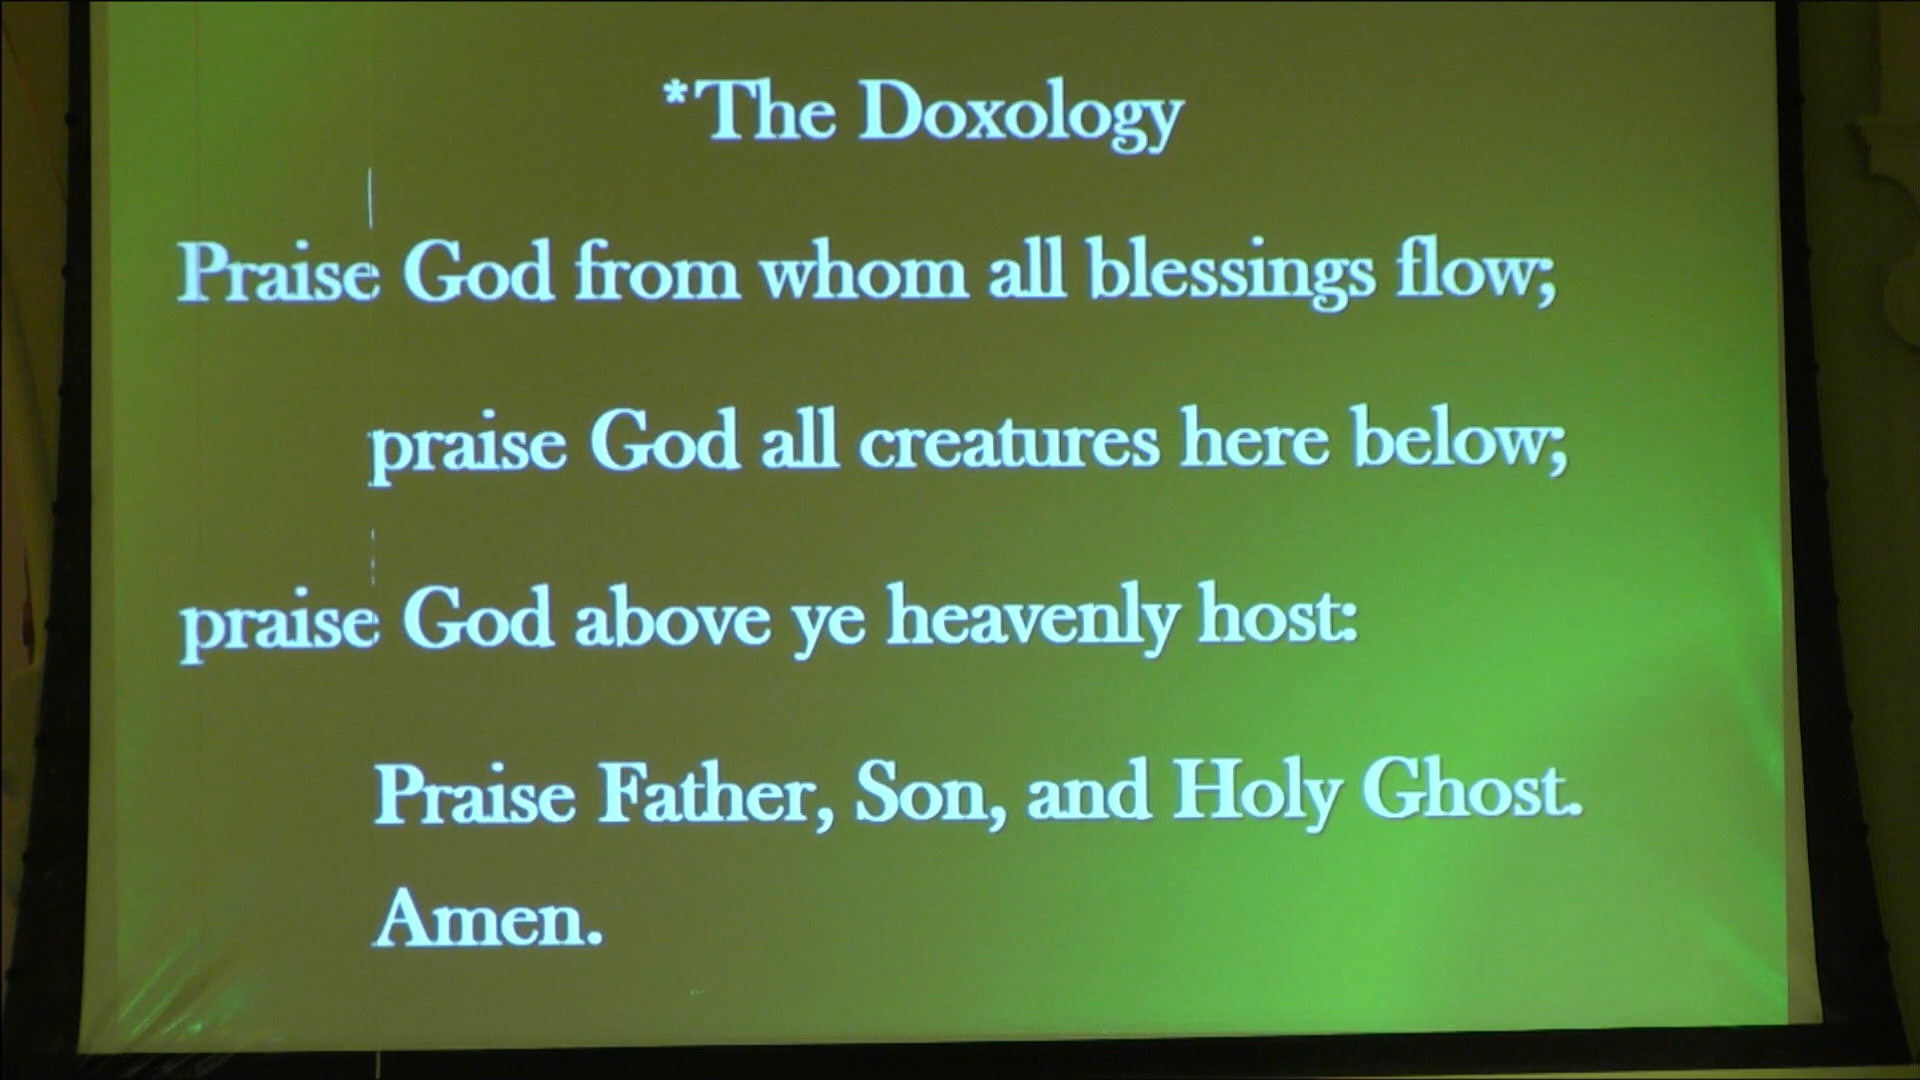 *The Doxology
Praise God from whom all blessings flow;
praise God all creatures here below;
praise God above ye heavenly host:
Praise Father, Son, and Holy Ghost.
Amen.